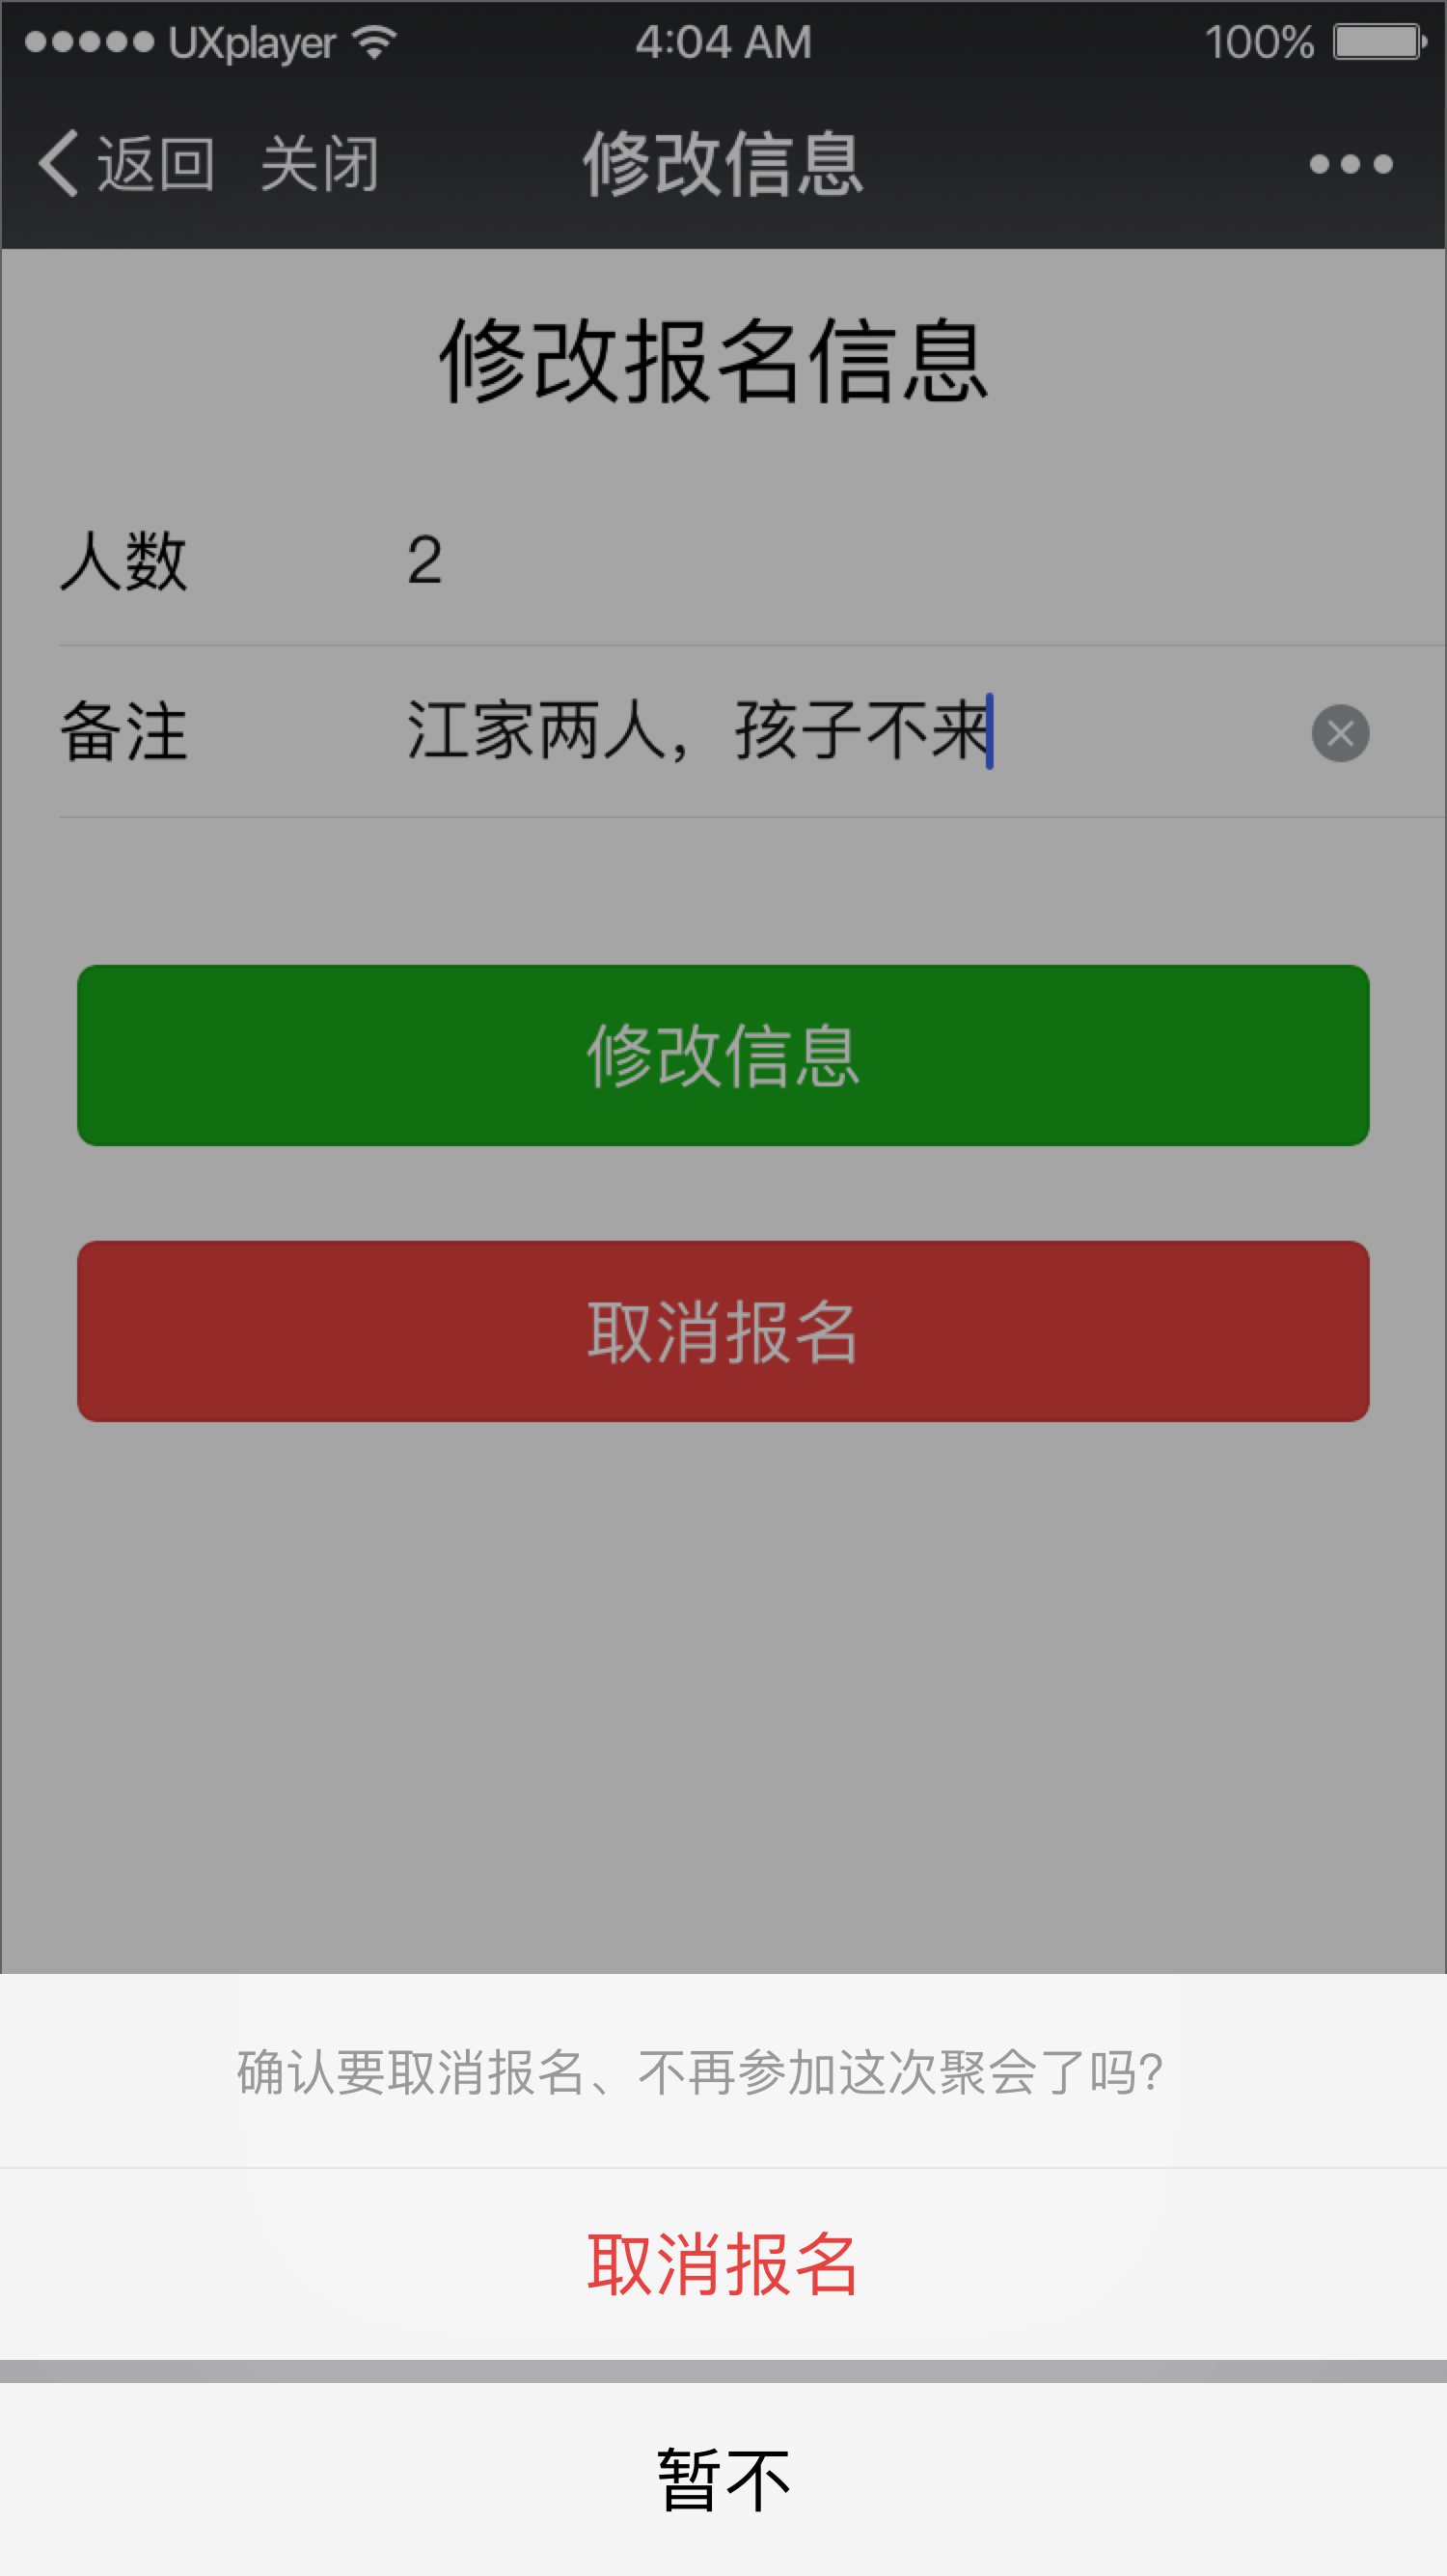 UXplayer 4:04 AM 100%
返回 关闭 修改信息
修改报名信息
人数 2
备注 江家两人，孩子不来
修改信息
取消报名
确认要取消报名、不再参加这次聚会了吗？
取消报名
暂不